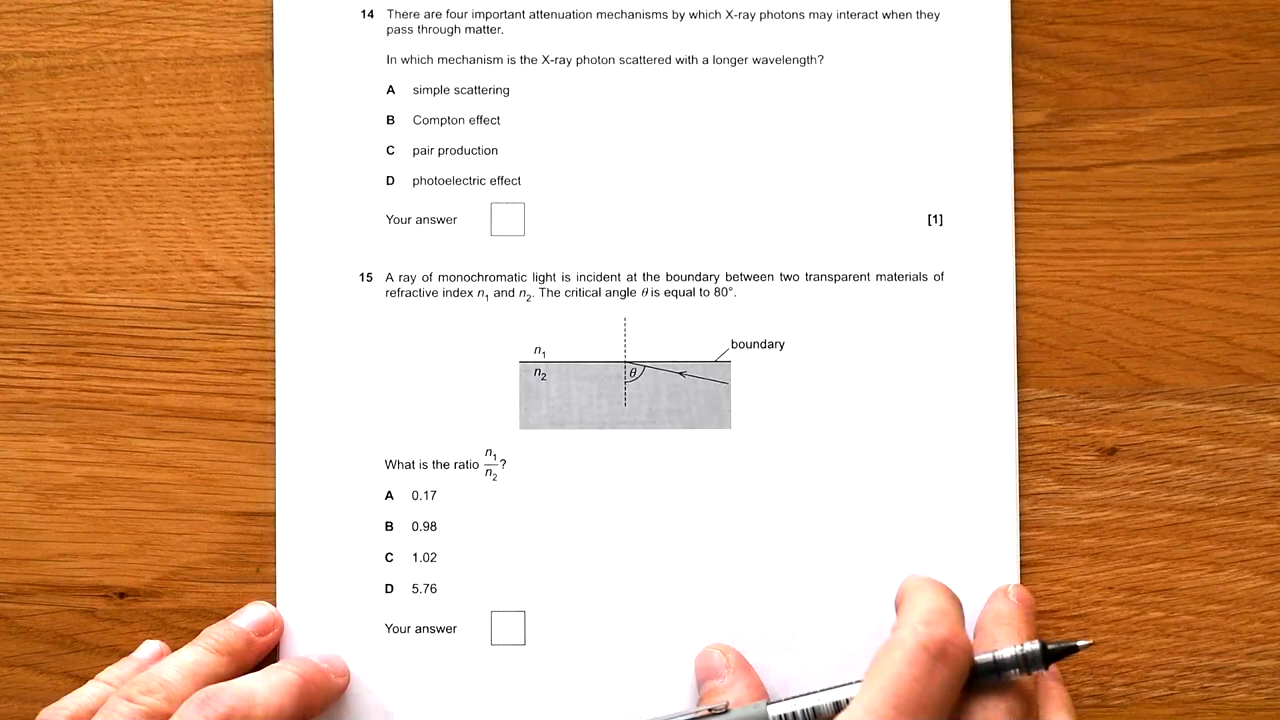 14 There are four important attenuation mechanisms by which X-ray photons may interact when they
pass through matter.
In which mechanism is the X-ray photon scattered with a longer wavelength?
A simple scattering
B Compton effect
C pair production
D photoelectric effect
Your answer
[1]
15 A ray of monochromatic light is incident at the boundary between two transparent materials of
refractive index n₁ and n₂. The critical angle θ is equal to 80°.
boundary
n₁
n₂
θ
What is the ratio n₁/n₂?
A 0.17
B 0.98
C 1.02
D 5.76
Your answer